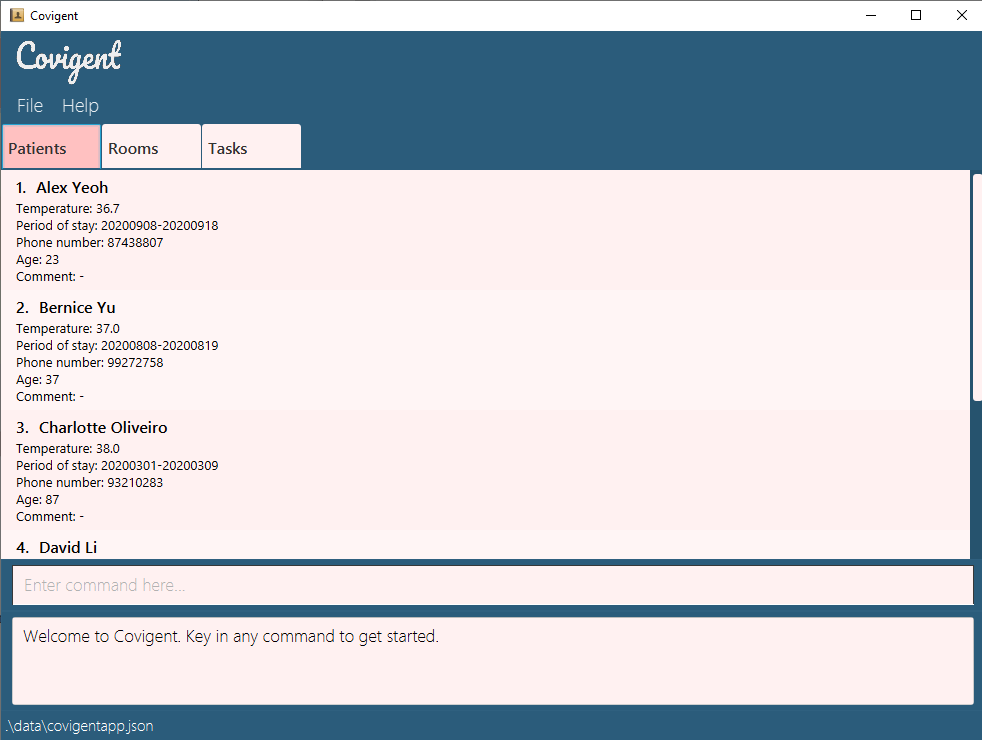 Covigent
Covigent
File Help
Patients Rooms Tasks
1. Alex Yeoh
Temperature: 36.7
Period of stay: 20200908-20200918
Phone number: 87438807
Age: 23
Comment: -
2. Bernice Yu
Temperature: 37.0
Period of stay: 20200808-20200819
Phone number: 99272758
Age: 37
Comment: -
3. Charlotte Oliveiro
Temperature: 38.0
Period of stay: 20200301-20200309
Phone number: 93210283
Age: 87
Comment: -
4. David Li
Enter command here...
Welcome to Covigent. Key in any command to get started.
.\data\covigentapp.json